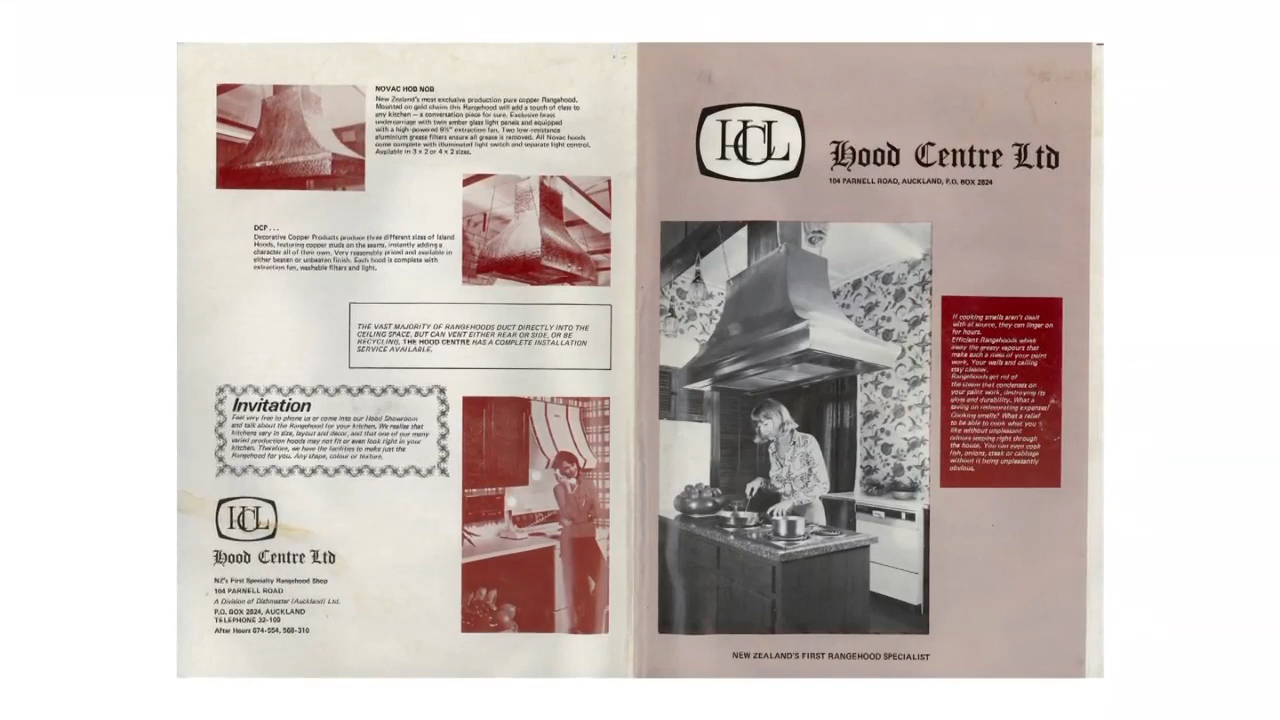 NOVAC HOB NOB
New Zealand's most exclusive production pure copper Rangehood.
Mounted on gold chains this Rangehood will add a touch of class to
any kitchen — a conversation piece for sure. Exclusive brass
undercarriage with twin amber glass light panels and equipped
with a high-powered 9½" extraction fan. Two low-resistance
aluminium grease filters ensure all grease is removed. All Novac hoods
come complete with illuminated light switch and separate light control.
Available in 3 x 2 or 4 x 2 sizes.
DCP . . .
Decorative Copper Products produce three different sizes of Island
Hoods, featuring copper studs on the seams, instantly adding a
character all of their own. Very reasonably priced and available in
either beaten or unbeaten finish. Each hood is complete with
extraction fan, washable filters and light.
THE VAST MAJORITY OF RANGEHOODS DUCT DIRECTLY INTO THE
CEILING SPACE, BUT CAN VENT EITHER REAR OR SIDE, OR BE
RECYCLING, THE HOOD CENTRE HAS A COMPLETE INSTALLATION
SERVICE AVAILABLE.
Invitation
Feel very free to phone us or come into our Hood Showroom
and talk about the Rangehood for your kitchen. We realise that
kitchens vary in size, layout and decor, and that one of our many
varied production hoods may not fit or even look right in your
kitchen. Therefore, we have the facilities to make just the
Rangehood for you. Any shape, colour or texture.
HCL
Hood Centre Ltd
NZ's First Specialty Rangehood Shop
104 PARNELL ROAD
A Division of Dishmaster (Auckland) Ltd.
P.O. BOX 2824, AUCKLAND
TELEPHONE 32-109
After Hours 674-554, 568-310
HCL
Hood Centre Ltd
104 PARNELL ROAD, AUCKLAND, P.O. BOX 2824
If cooking smells aren't dealt
with at source, they can linger on
for hours.
Efficient Rangehoods whisk
away the greasy vapours that
make such a mess of your paint
work. Your walls and ceiling
stay cleaner.
Rangehoods get rid of
the steam that condenses on
your paint work, destroying its
gloss and durability. What a
saving on redecorating expenses!
Cooking smells? What a relief
to be able to cook what you
like without unpleasant
odours seeping right through
the house. You can even cook
fish, onions, steak or cabbage
without it being unpleasantly
obvious.
NEW ZEALAND'S FIRST RANGEHOOD SPECIALIST